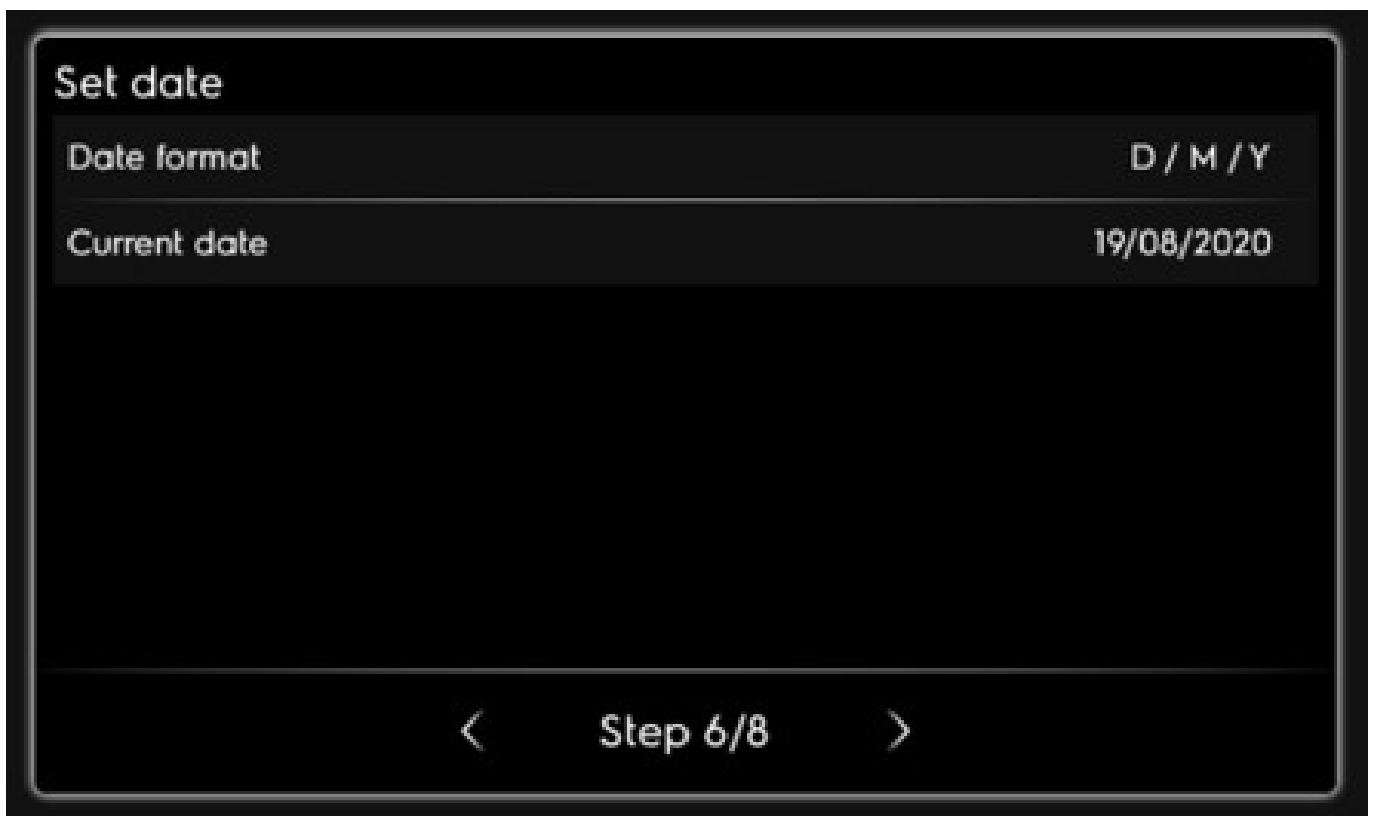 Set date
Date format D / M / Y
Current date 19/08/2020
< Step 6/8 >